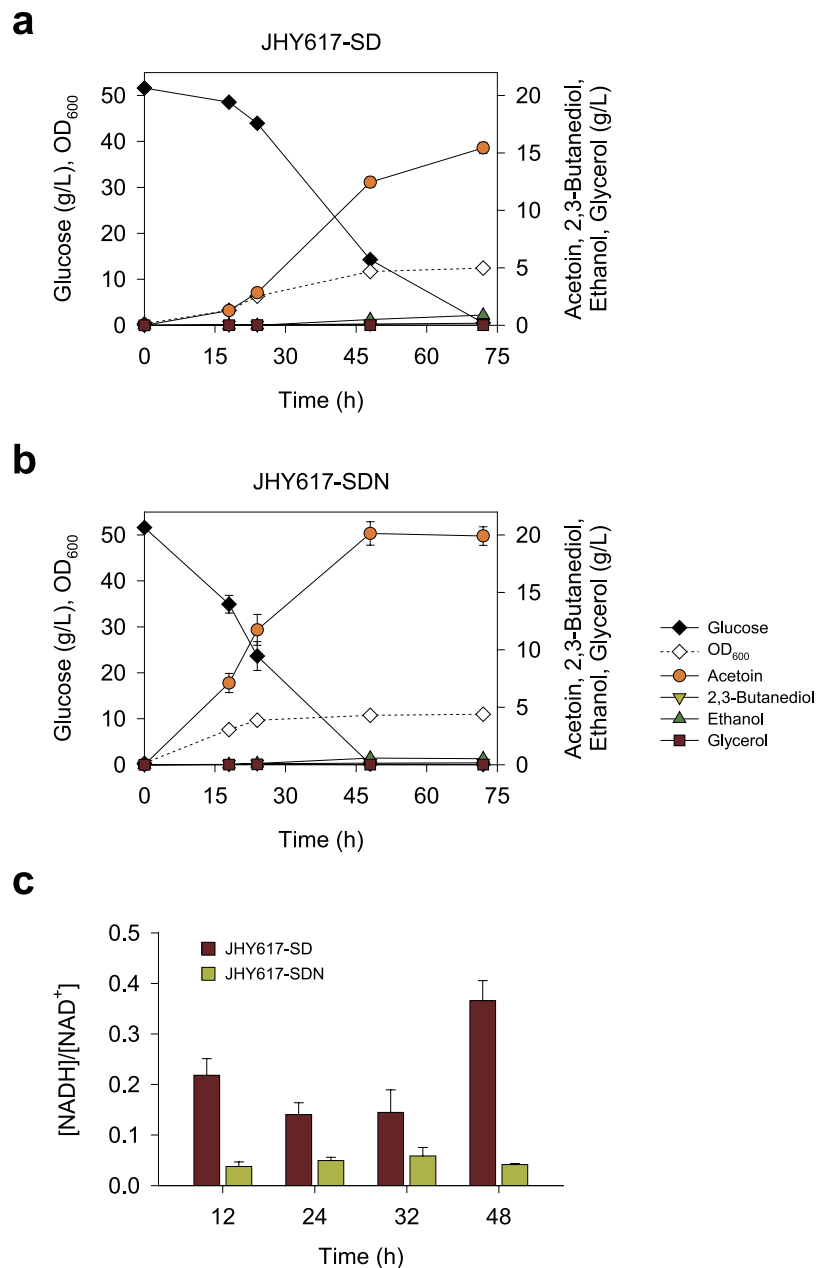 a
JHY617-SD
Glucose (g/L), OD600
50
40
30
20
10
0
20
15
10
5
0
Acetoin, 2,3-Butanediol,
Ethanol, Glycerol (g/L)
0 15 30 45 60 75
Time (h)
b
JHY617-SDN
Glucose (g/L), OD600
50
40
30
20
10
0
20
15
10
5
0
Acetoin, 2,3-Butanediol,
Ethanol, Glycerol (g/L)
0 15 30 45 60 75
Time (h)
Glucose
OD600
Acetoin
2,3-Butanediol
Ethanol
Glycerol
c
[NADH]/[NAD+]
0.5
0.4
0.3
0.2
0.1
0.0
JHY617-SD
JHY617-SDN
12 24 32 48
Time (h)